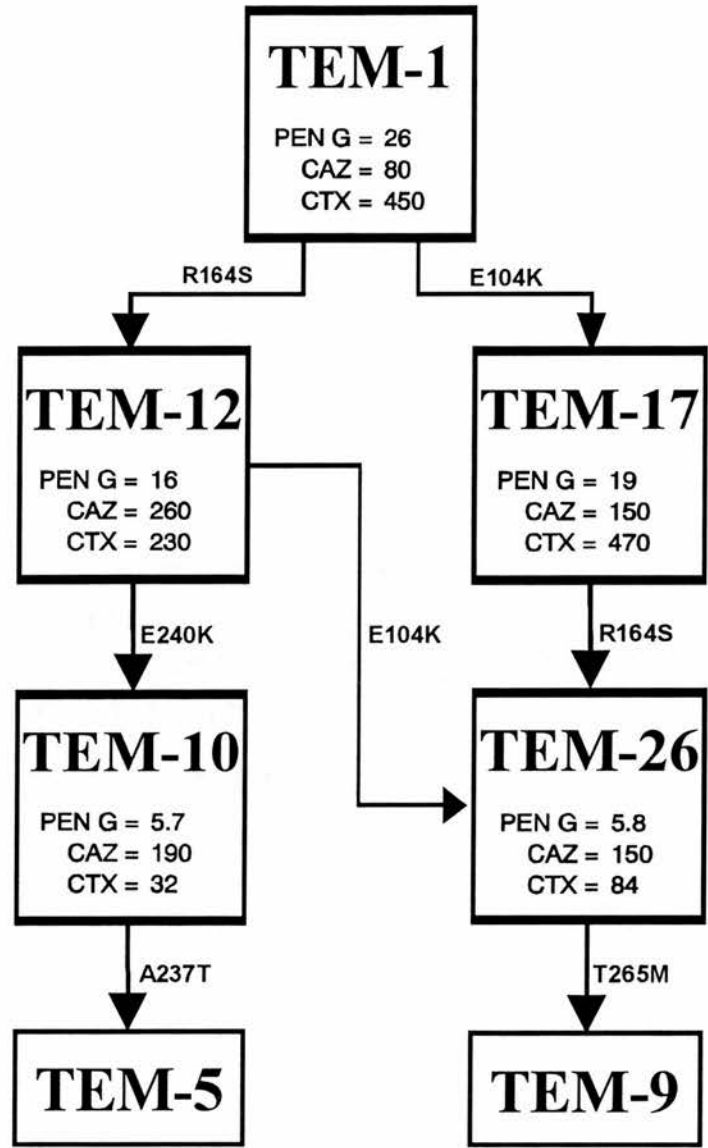 TEM-1
PEN G = 26
CAZ = 80
CTX = 450
R164S
E104K
TEM-12
PEN G = 16
CAZ = 260
CTX = 230
TEM-17
PEN G = 19
CAZ = 150
CTX = 470
E240K
E104K
R164S
TEM-10
PEN G = 5.7
CAZ = 190
CTX = 32
TEM-26
PEN G = 5.8
CAZ = 150
CTX = 84
A237T
T265M
TEM-5
TEM-9